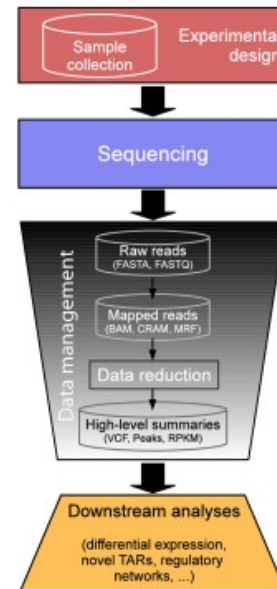 Sample
collection
Experimenta
design
Sequencing
Data management
Raw reads
(FASTA, FASTQ)
Mapped reads
(BAM, CRAM, MRF)
Data reduction
High-level summaries
(VCF, Peaks, RPKM)
Downstream analyses
(differential expression,
novel TARs, regulatory
networks, ...)